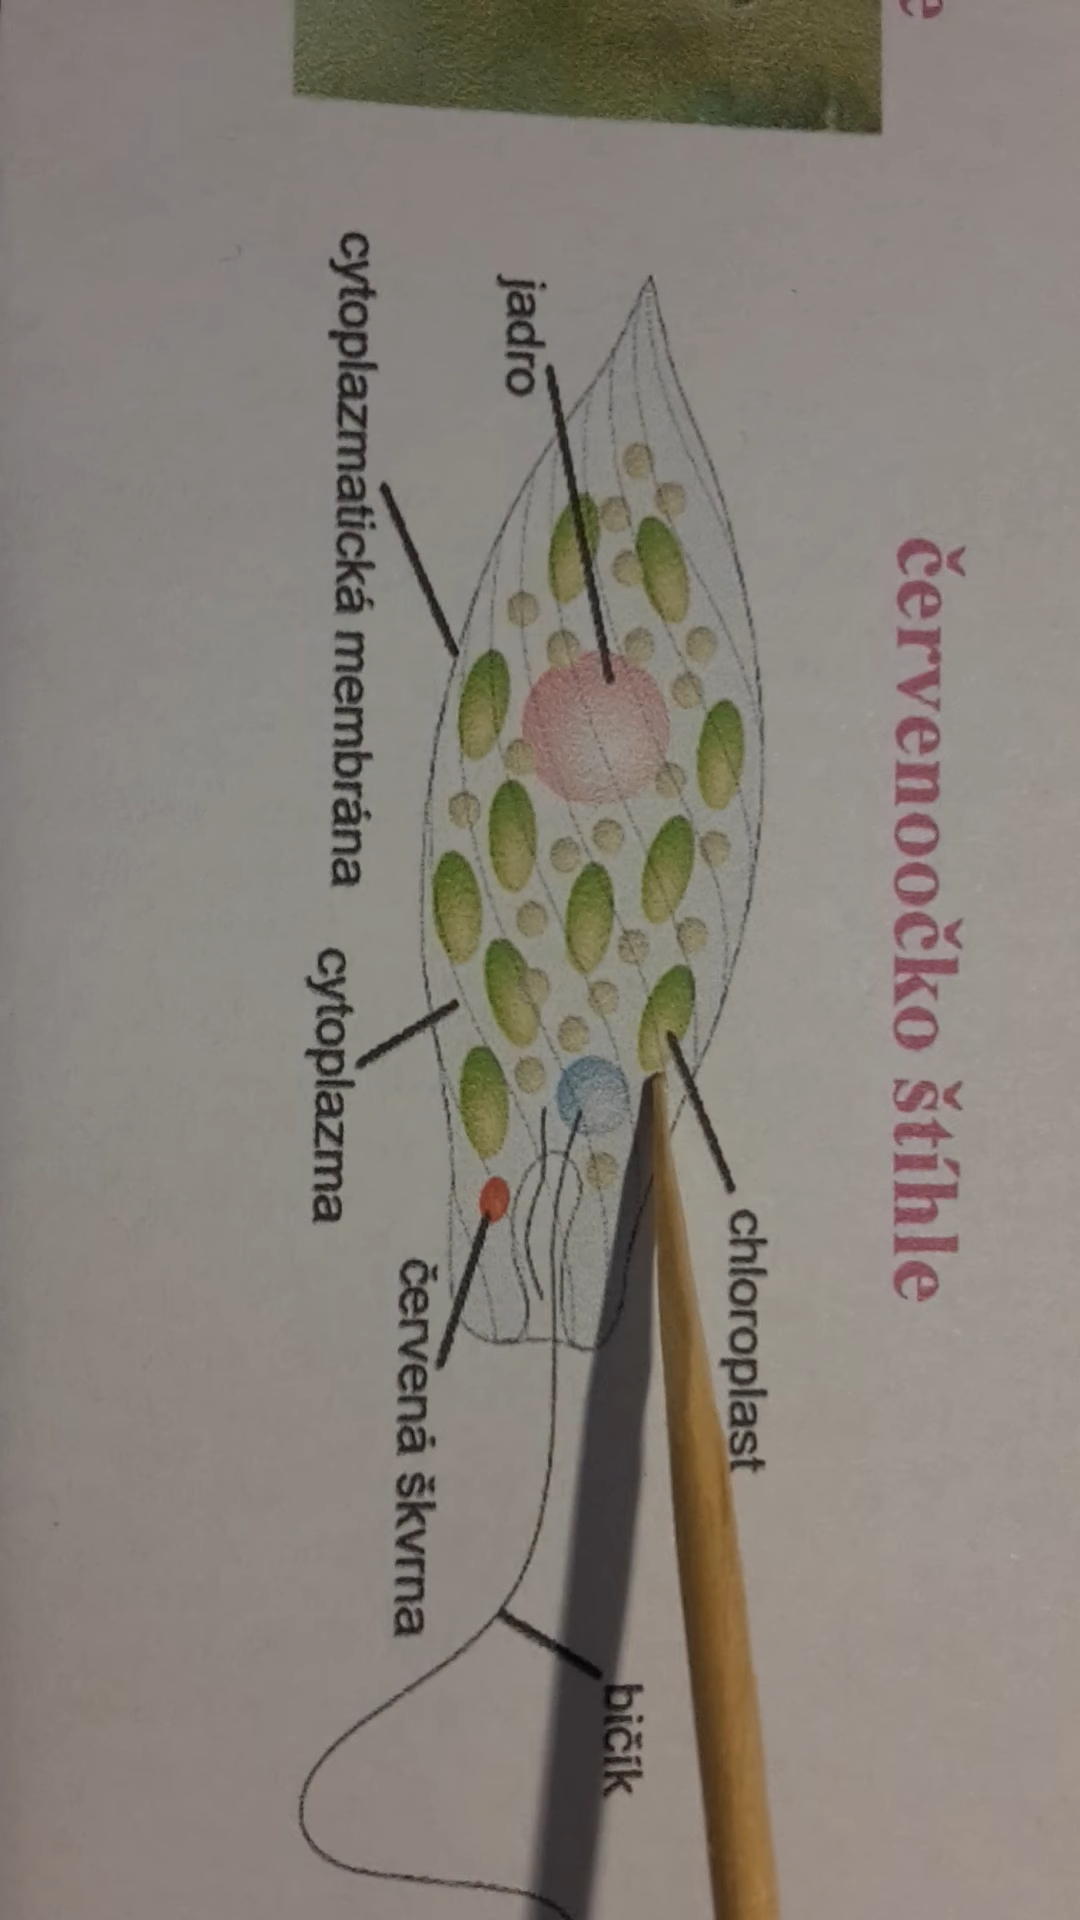 červenoočko štíhle
chloroplast
bičík
jadro
červená škvrna
cytoplazmatická membrána
cytoplazma